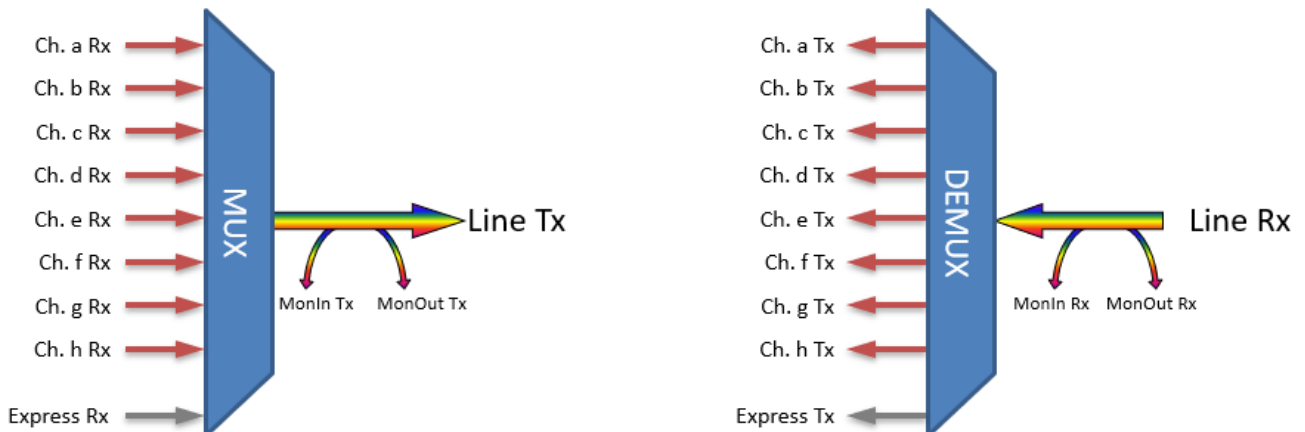 Ch. a Rx
Ch. b Rx
Ch. c Rx
Ch. d Rx
Ch. e Rx
Ch. f Rx
Ch. g Rx
Ch. h Rx
Express Rx
MUX
Line Tx
MonIn Tx
MonOut Tx
Ch. a Tx
Ch. b Tx
Ch. c Tx
Ch. d Tx
Ch. e Tx
Ch. f Tx
Ch. g Tx
Ch. h Tx
Express Tx
DEMUX
Line Rx
MonIn Rx
MonOut Rx